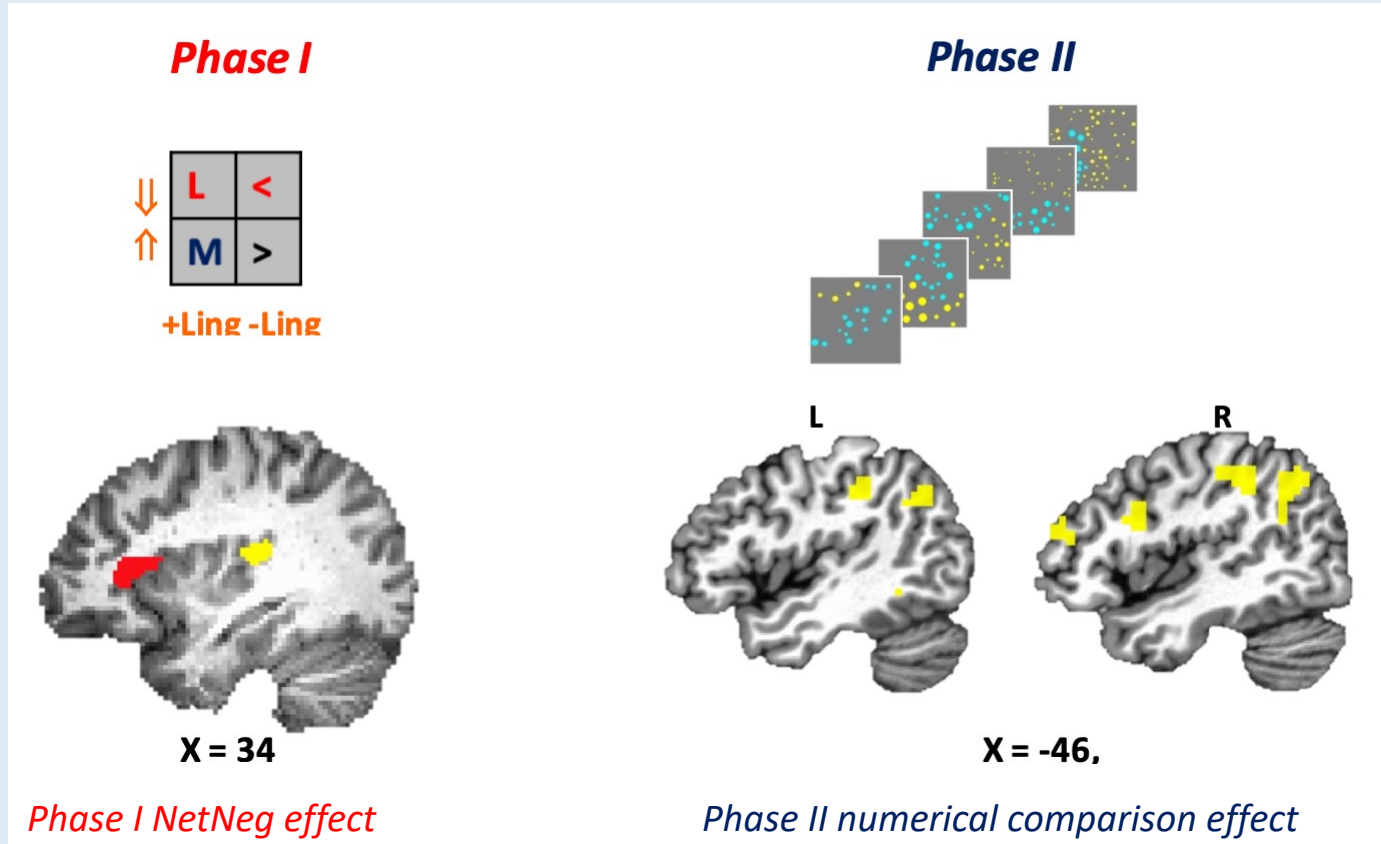 Phase I
Phase II
⇓ L <
⇑ M >
+Ling -Ling
L R
X = 34
X = -46,
Phase I NetNeg effect
Phase II numerical comparison effect